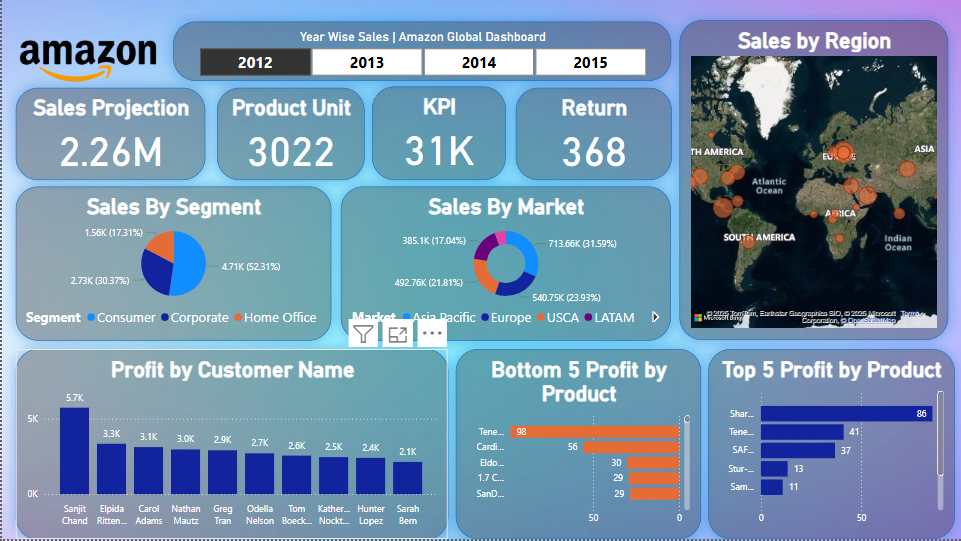 amazon
Year Wise Sales | Amazon Global Dashboard
2012 2013 2014 2015
Sales Projection
2.26M
Product Unit
3022
KPI
31K
Return
368
Sales by Region
TH AMERICA
EU
ASIA
Atlantic
Ocean
AFRICA
SOUTH AMERICA
Indian
Ocean
Microsoft Bing
© 2025 TomTom, Earthstar Geographics SIO, © 2025 Microsoft Corporation, © OpenStreetMap Terms
Sales By Segment
1.56K (17.31%)
4.71K (52.31%)
2.73K (30.37%)
Segment Consumer Corporate Home Office
Sales By Market
385.1K (17.04%)
713.66K (31.59%)
492.76K (21.81%)
540.75K (23.93%)
Market Asia Pacific Europe USCA LATAM
Profit by Customer Name
5K
0K
5.7K
3.3K
3.1K
3.0K
2.9K
2.7K
2.6K
2.5K
2.4K
2.1K
Sanjit Chand
Elpida Ritten...
Carol Adams
Nathan Mautz
Greg Tran
Odella Nelson
Tom Boeck...
Kather... Nockt...
Hunter Lopez
Sarah Bern
Bottom 5 Profit by
Product
Tene... 98
Cardi... 56
Eldo... 30
1.7 C... 29
SanD... 29
50 0
Top 5 Profit by Product
Shar... 86
Tene... 41
SAF... 37
Stur-... 13
Sam... 11
0 50